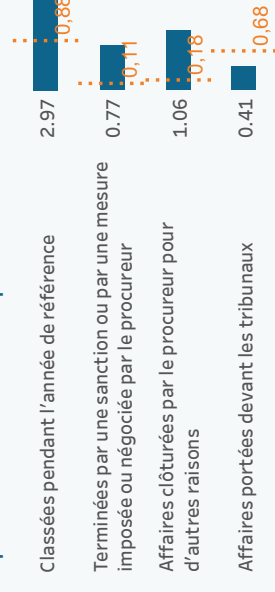 Classées pendant l'année de référence
2.97
0,88
Terminées par une sanction ou par une mesure
imposée ou négociée par le procureur
0.77
0,11
Affaires clôturées par le procureur pour
d'autres raisons
1.06
0,18
Affaires portées devant les tribunaux
0.41
0,68